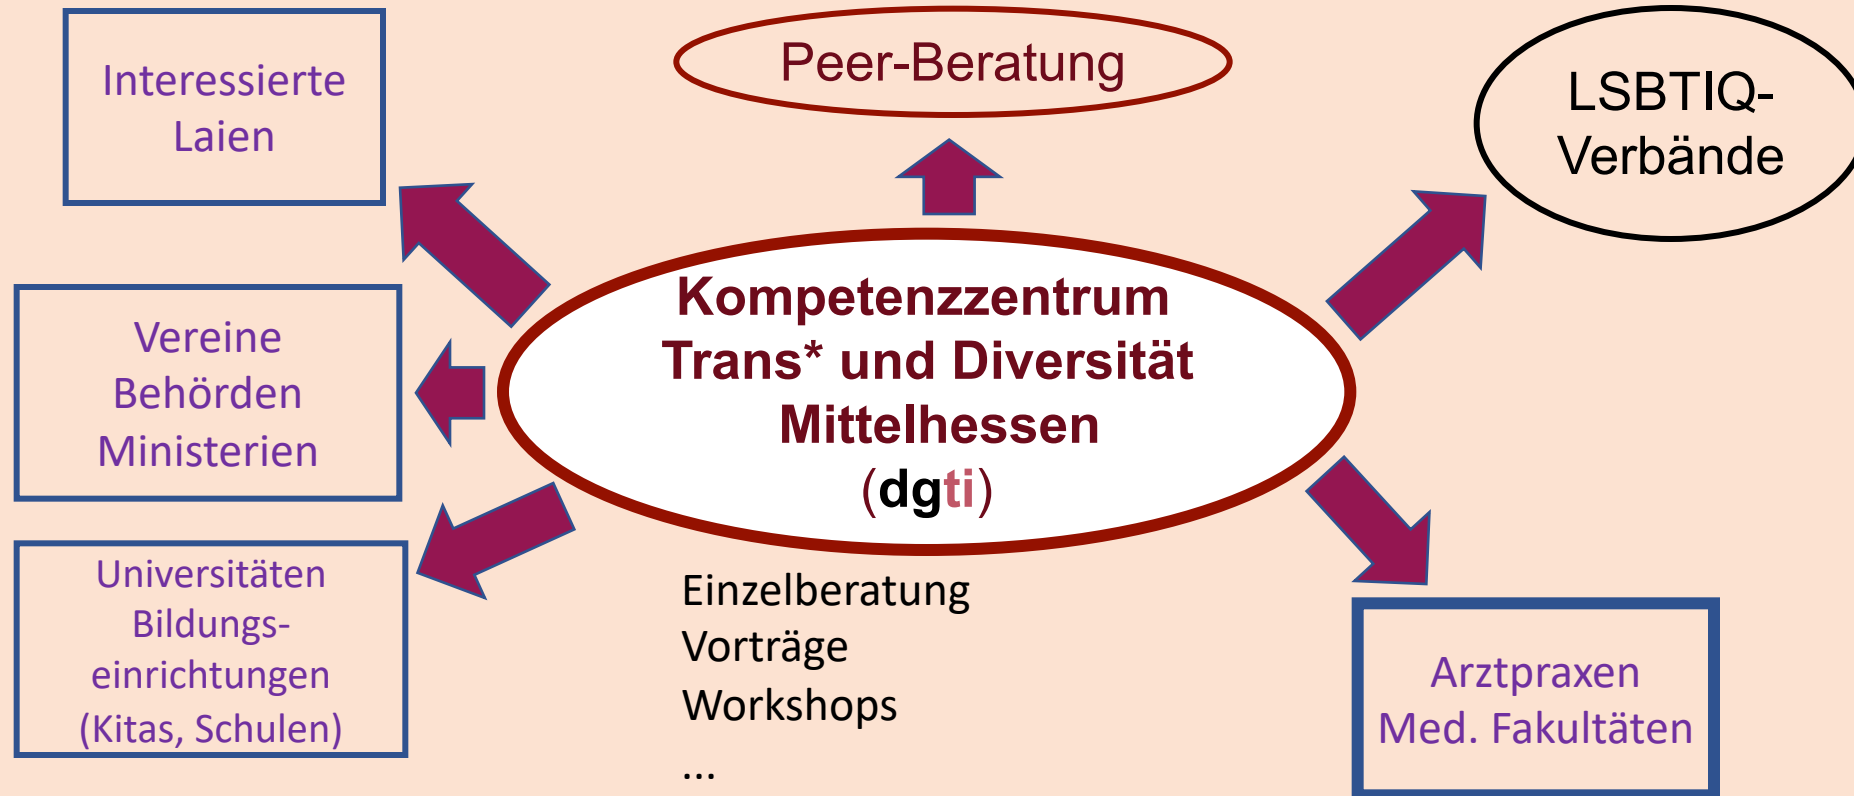 Interessierte
Laien
Peer-Beratung
LSBTIQ-
Verbände
Vereine
Behörden
Ministerien
Kompetenzzentrum
Trans* und Diversität
Mittelhessen
(dgti)
Universitäten
Bildungs-
einrichtungen
(Kitas, Schulen)
Einzelberatung
Vorträge
Workshops
...
Arztpraxen
Med. Fakultäten